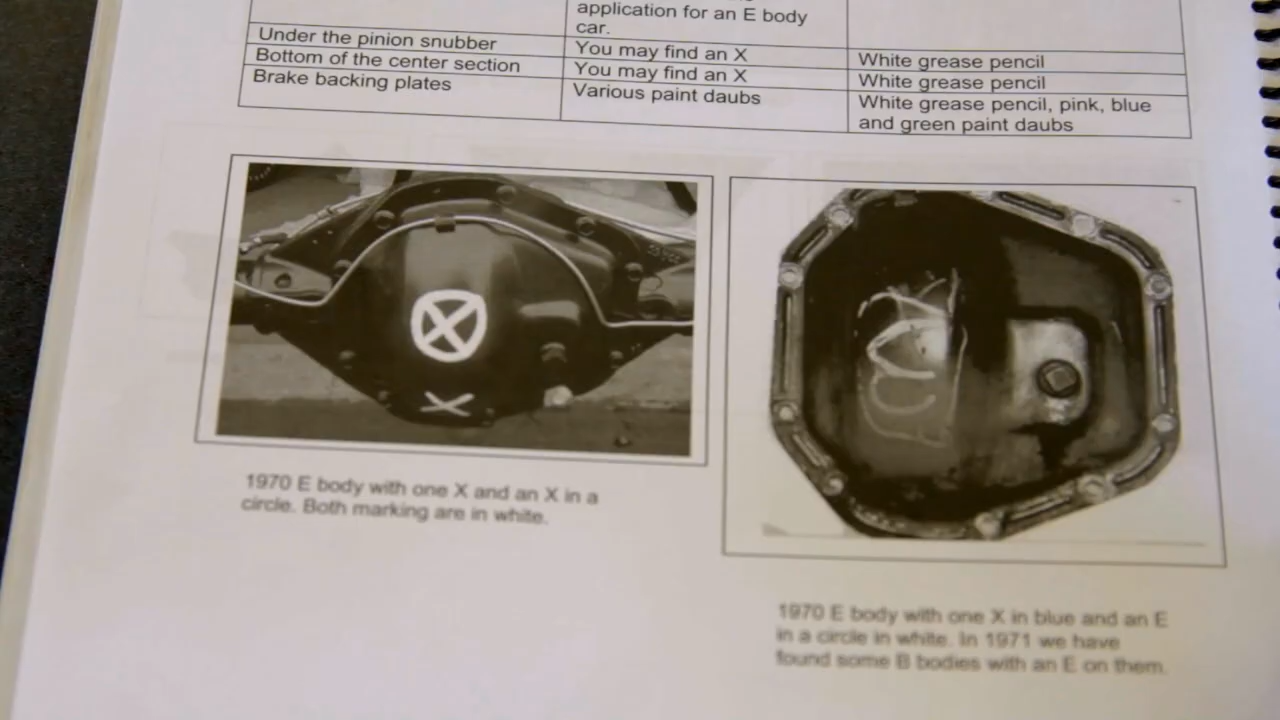 application for an E body
car.
Under the pinion snubber
You may find an X
White grease pencil
Bottom of the center section
You may find an X
White grease pencil
Brake backing plates
Various paint daubs
White grease pencil, pink, blue
and green paint daubs
1970 E body with one X and an X in a
circle. Both marking are in white.
1970 E body with one X in blue and an E
in a circle in white. In 1971 we have
found some B bodies with an E on them.